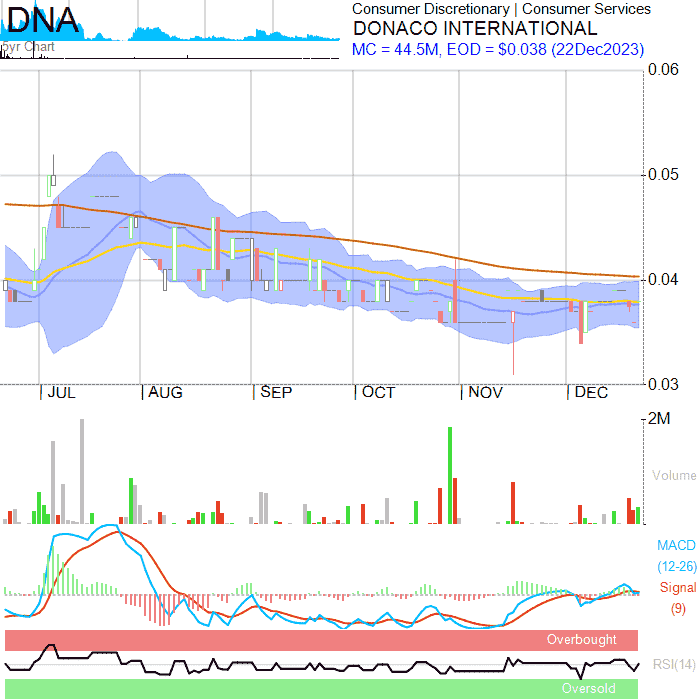 DNA
Consumer Discretionary | Consumer Services
DONACO INTERNATIONAL
5yr Chart
MC = 44.5M, EOD = $0.038 (22Dec2023)
0.06
0.05
0.04
0.03
JUL
AUG
SEP
OCT
NOV
DEC
2M
Volume
MACD
(12-26)
Signal
(9)
Overbought
RSI(14)
Oversold